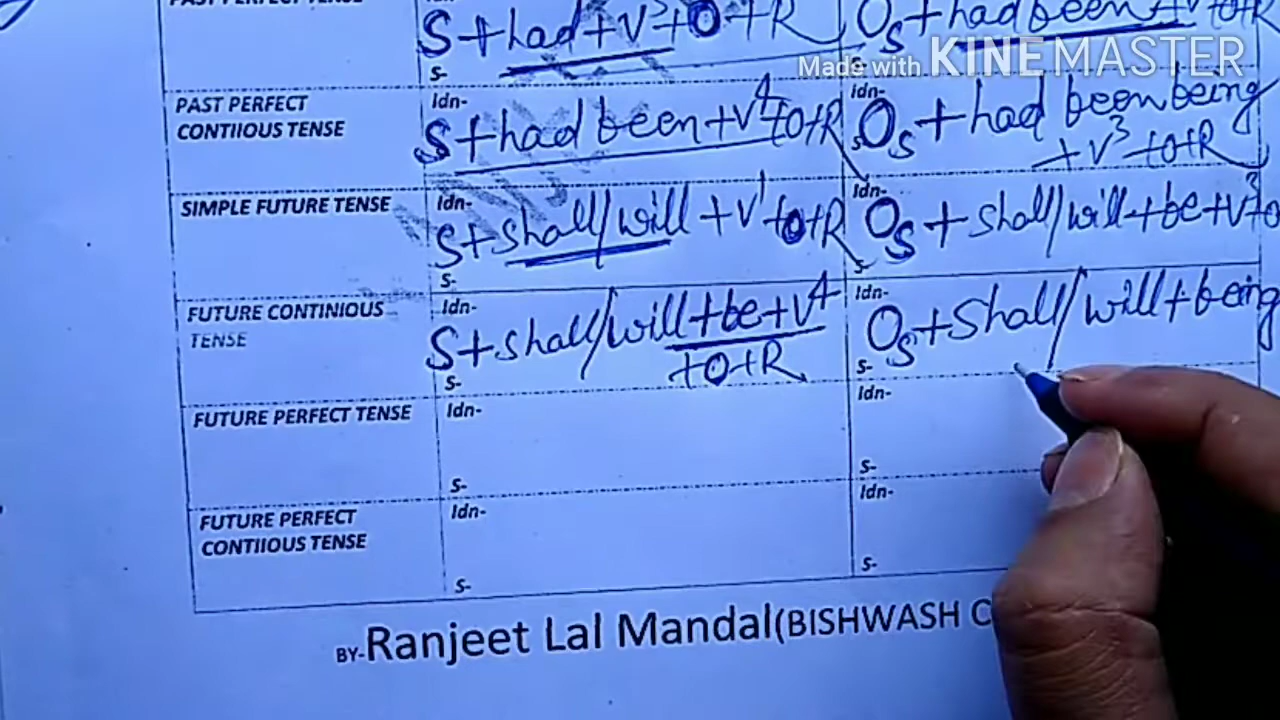 S+had+V³+O+R
Os+had been+V³+o+R
S-
S-
Made with KINEMASTER
PAST PERFECT
CONTIIOUS TENSE
Idn-
S+had been+V⁴+O+R
S-
Idn-
Os+had been being
+V³+o+R
SIMPLE FUTURE TENSE
Idn-
S+shall/will+V¹+O+R
S-
Idn-
Os+shall/will+be+V³+o
S-
FUTURE CONTINIOUS
TENSE
Idn-
S+shall/will+be+V⁴
+O+R
S-
Idn-
Os+Shall/will+being
S-
FUTURE PERFECT TENSE
Idn-
S-
Idn-
S-
FUTURE PERFECT
CONTIIOUS TENSE
Idn-
S-
Idn-
S-
BY-Ranjeet Lal Mandal(BISHWASH C